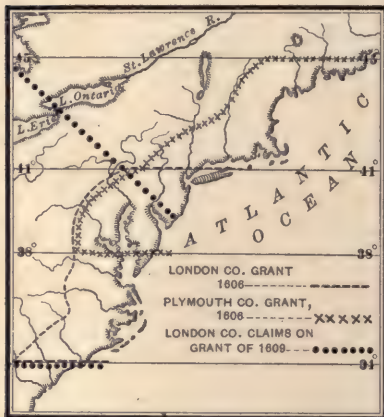 St. Lawrence R.
45
45°
L. Ontario
L. Erie
41
41
ATLANTIC
OCEAN
38°
38
LONDON CO. GRANT
1606
PLYMOUTH CO. GRANT,
1606
LONDON CO. CLAIMS ON
GRANT OF 1609
34